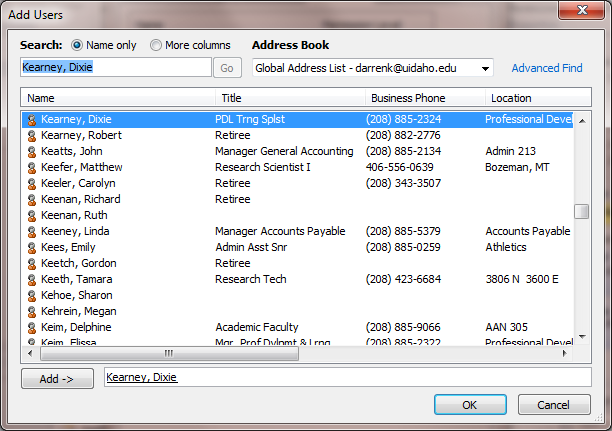 Add Users
Search: Name only More columns Address Book
Kearney, Dixie Go Global Address List - darrenk@uidaho.edu Advanced Find
Name Title Business Phone Location
Kearney, Dixie PDL Trng Splst (208) 885-2324 Professional Devel
Kearney, Robert Retiree (208) 882-2776
Keatts, John Manager General Accounting (208) 885-2134 Admin 213
Keefer, Matthew Research Scientist I 406-556-0639 Bozeman, MT
Keeler, Carolyn Retiree (208) 343-3507
Keenan, Richard Retiree
Keenan, Ruth
Keeney, Linda Manager Accounts Payable (208) 885-5379 Accounts Payable
Kees, Emily Admin Asst Snr (208) 885-0259 Athletics
Keetch, Gordon Retiree
Keeth, Tamara Research Tech (208) 423-6684 3806 N 3600 E
Kehoe, Sharon
Kehrein, Megan
Keim, Delphine Academic Faculty (208) 885-9066 AAN 305
Keim, Elissa Mgr, Prof Dvlpmt & Lrng (208) 885-2322 Professional Devel
Add -> Kearney, Dixie
OK Cancel